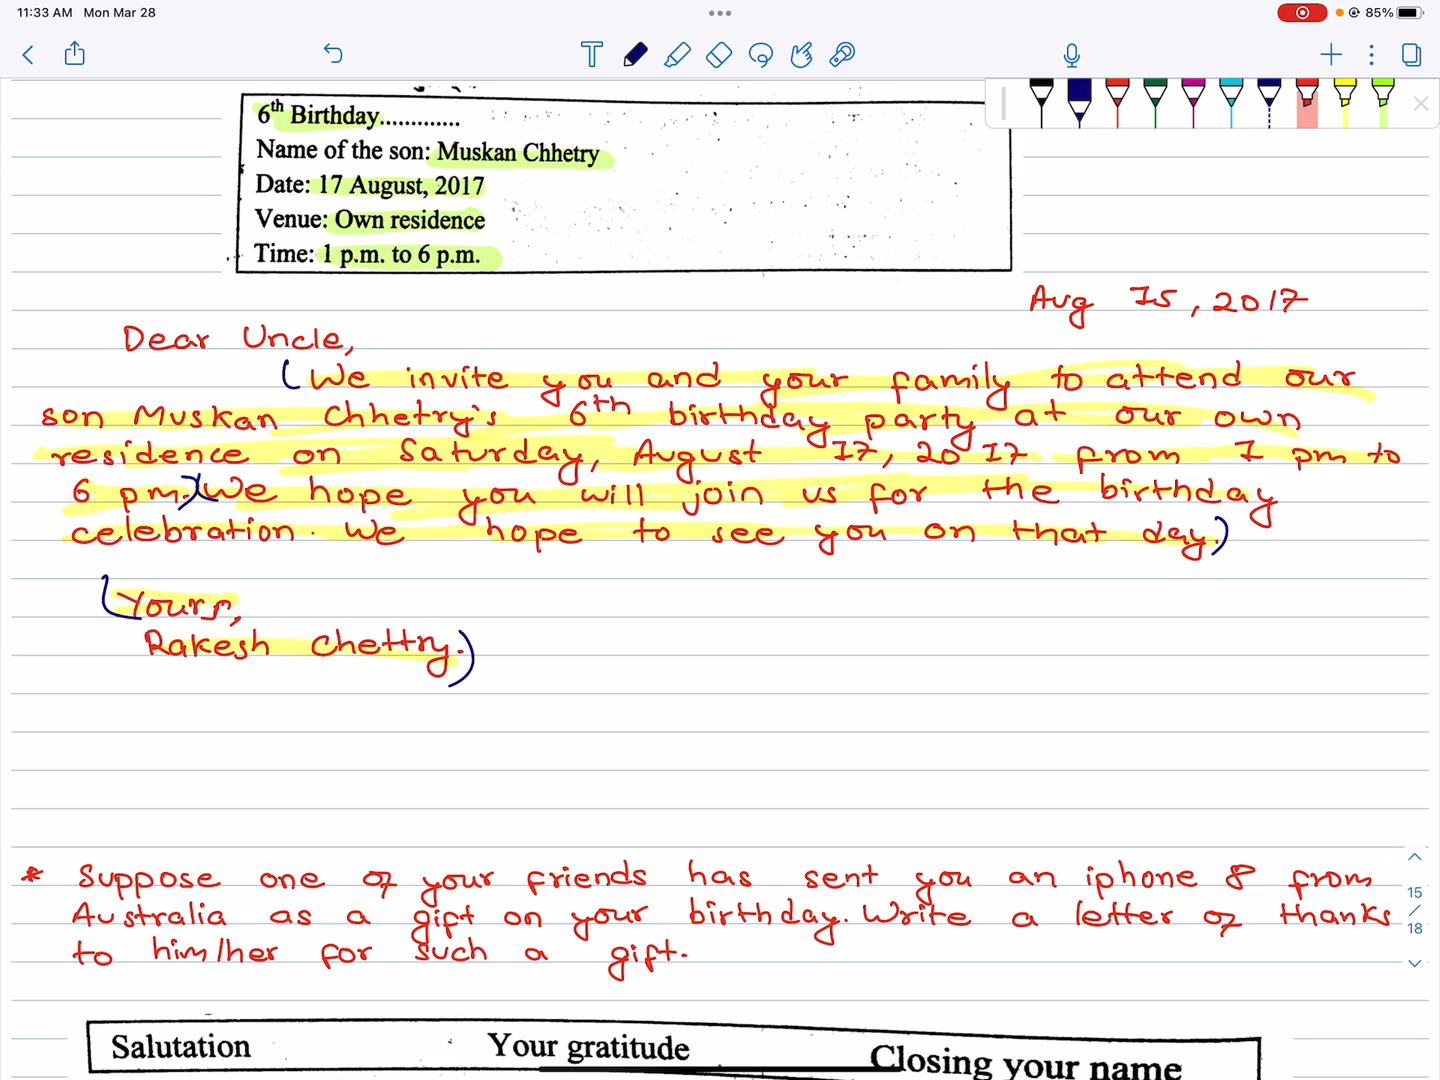 11:33 AM Mon Mar 28
85%
6th Birthday.............
Name of the son: Muskan Chhetry
Date: 17 August, 2017
Venue: Own residence
Time: 1 p.m. to 6 p.m.
Aug 15, 2017
Dear Uncle,
(We invite you and your family to attend our
son Muskan Chhetry's 6th birthday party at our own
residence on Saturday, August 17, 2017 from 1 pm to
6 pm.)(We hope you will join us for the birthday
celebration. We hope to see you on that day.)
(Yours,
Rakesh Chettry.)
* Suppose one of your friends has sent you an iphone 8 from
Australia as a gift on your birthday. Write a letter of thanks
to him/her for such a gift.
15
/
18
Salutation Your gratitude Closing your name